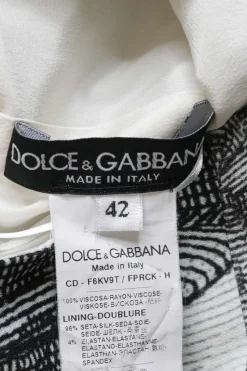 DOLCE & GABBANA
MADE IN ITALY
42
DOLCE & GABBANA
Made in Italy
CD - F6KV9T / FPRCK - H
100% VISCOSA-RAYON-VISCOSE
LINING-DOUBLURE
96% SETA-SILK-SEDA-SOIE
4% ELASTAN-ELASTANE